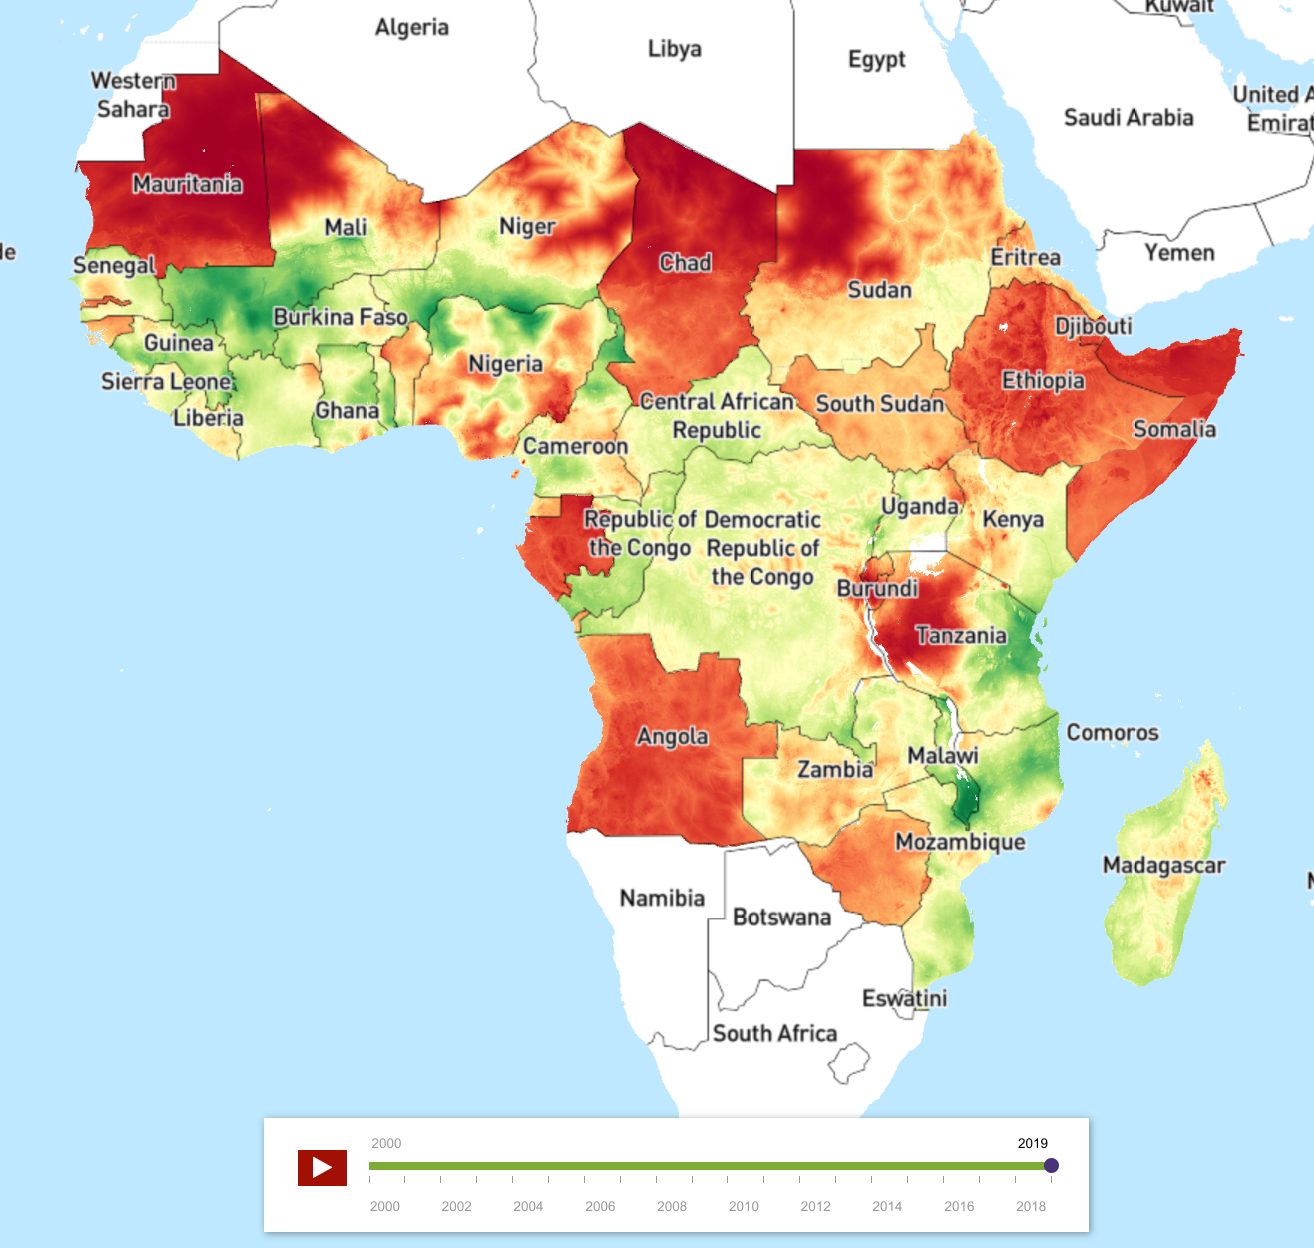 Kuwait
Algeria
Libya
Egypt
Western
Sahara
United A
Emirat
Saudi Arabia
Mauritania
Mali
Niger
Chad
Sudan
Eritrea
Yemen
de
Senegal
Burkina Faso
Djibouti
Guinea
Nigeria
Ethiopia
Sierra Leone
Liberia
Ghana
Central African
Republic
South Sudan
Somalia
Cameroon
Uganda
Kenya
Republic of
the Congo
Democratic
Republic of
the Congo
Burundi
Tanzania
Angola
Comoros
Zambia
Malawi
Mozambique
Madagascar
Namibia
Botswana
Eswatini
South Africa
2000
2019
2000 2002 2004 2006 2008 2010 2012 2014 2016 2018